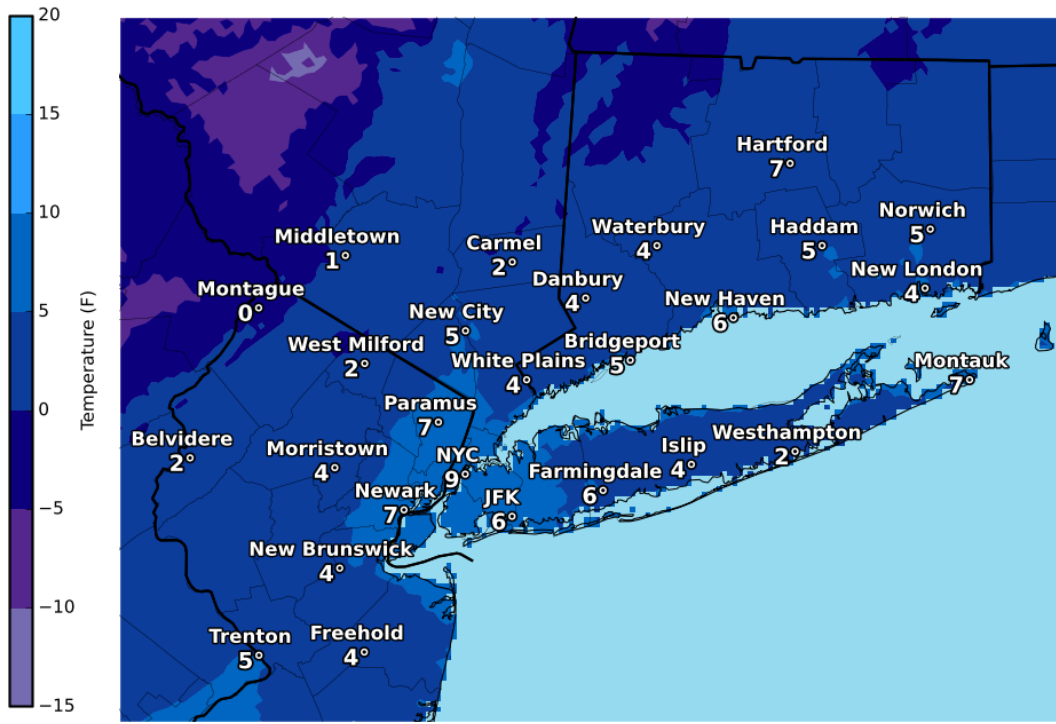 20
15
10
5
0
−5
−10
−15
Temperature (F)
Hartford
7°
Norwich
5°
Haddam
5°
Waterbury
4°
Middletown
1°
Carmel
2°
New London
4°
Danbury
4°
Montague
0°
New Haven
6°
New City
5°
West Milford
2°
Bridgeport
5°
White Plains
4°
Montauk
7°
Paramus
7°
Belvidere
2°
Morristown
4°
NYC
9°
Islip
4°
Westhampton
2°
Farmingdale
6°
Newark
7°
JFK
6°
New Brunswick
4°
Trenton
5°
Freehold
4°